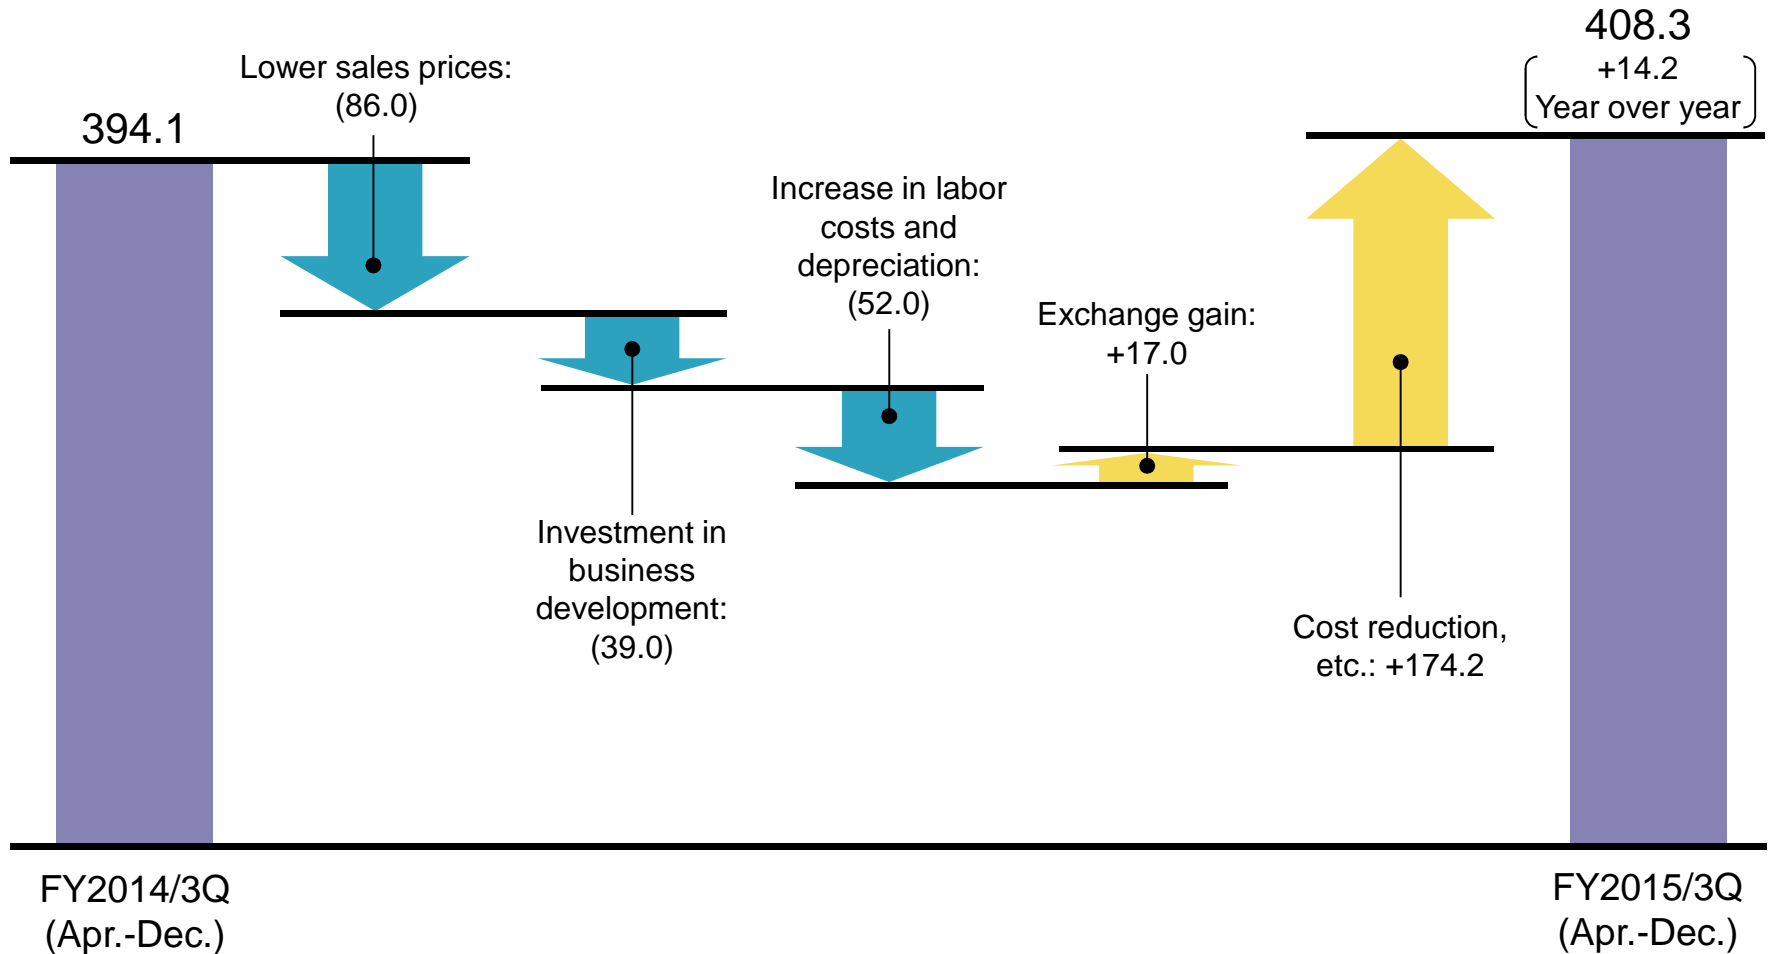 394.1
Lower sales prices:
(86.0)
Investment in
business
development:
(39.0)
Increase in labor
costs and
depreciation:
(52.0)
Exchange gain:
+17.0
Cost reduction,
etc.: +174.2
408.3
+14.2
Year over year
FY2014/3Q
(Apr.-Dec.)
FY2015/3Q
(Apr.-Dec.)